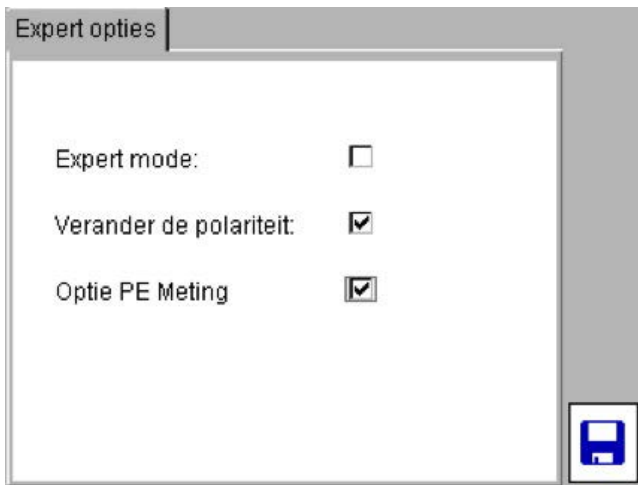 Expert opties
Expert mode:
Verander de polariteit:
Optie PE Meting